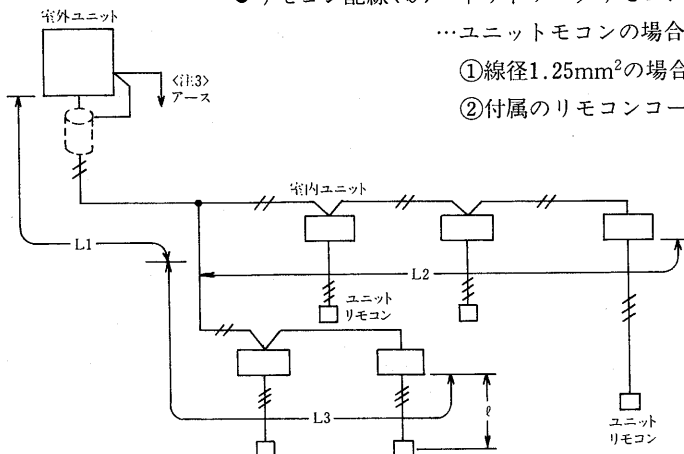 …ユニットモコンの場合
①線径1.25mm²の場合
②付属のリモコンコー
室外ユニット
〈注3〉
アース
室内ユニット
L1
L2
ユニット
リモコン
L3
ℓ
ユニット
リモコン